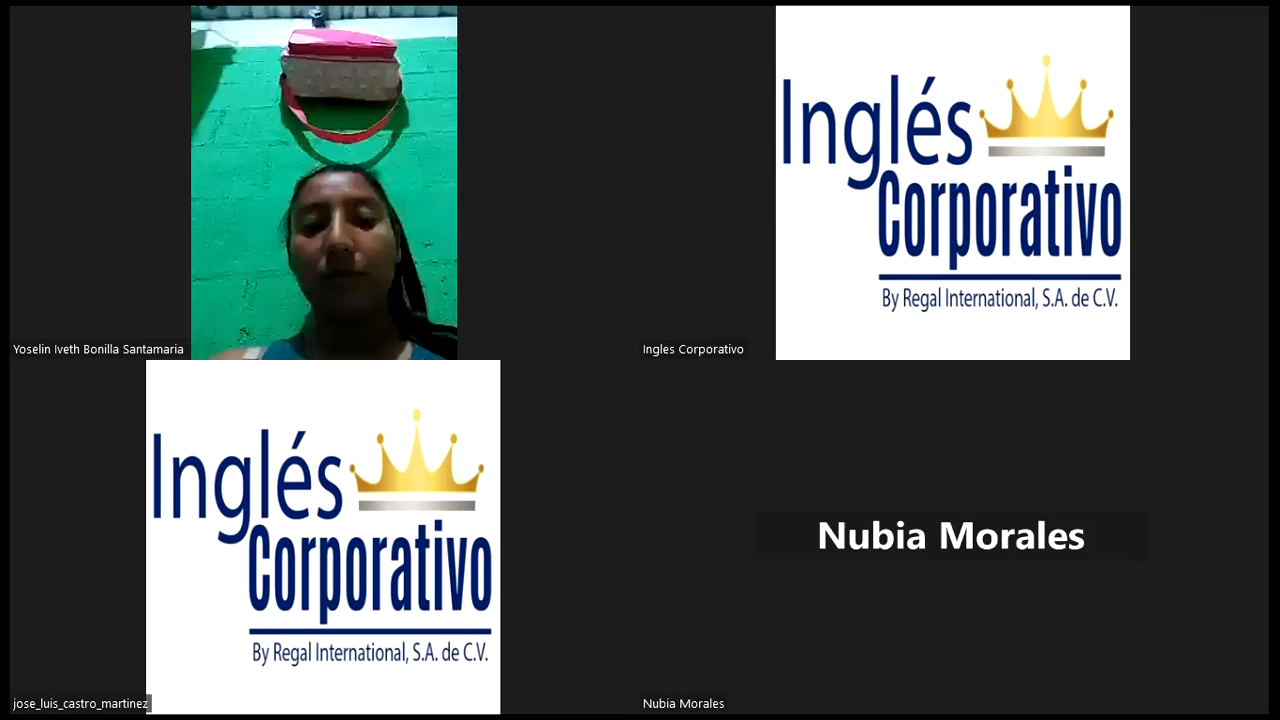 Inglés
Corporativo
By Regal International, S.A. de C.V.
Yoselin Iveth Bonilla Santamaria
Ingles Corporativo
Inglés
Corporativo
By Regal International, S.A. de C.V.
Nubia Morales
jose_luis_castro_martinez
Nubia Morales